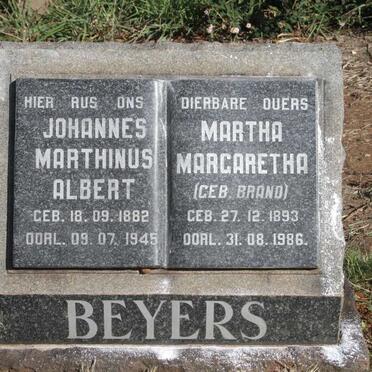 HIER RUS ONS
JOHANNES
MARTHINUS
ALBERT
GEB. 18. 09. 1882
OORL. 09. 07. 1945
DIERBARE OUERS
MARTHA
MARGARETHA
(GEB. BRAND)
GEB. 27. 12. 1893
OORL. 31. 08. 1986.
BEYERS